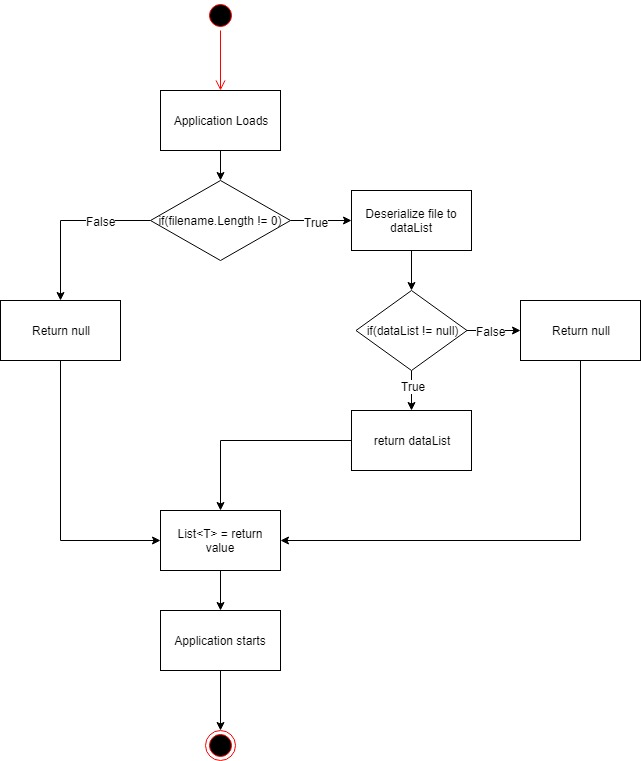 Application Loads
if(filename.Length != 0)
False
True
Deserialize file to
dataList
Return null
if(dataList != null)
False
Return null
True
return dataList
List<T> = return
value
Application starts